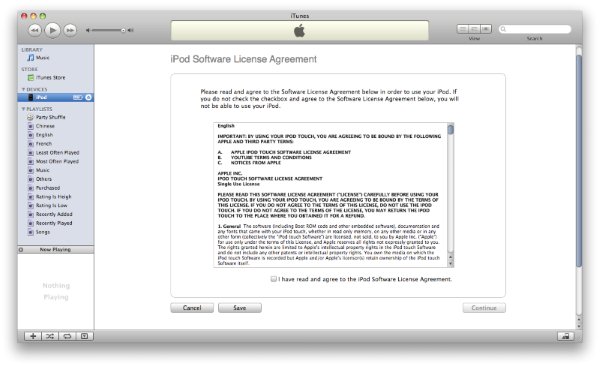 iTunes
View
Search
LIBRARY
Music
STORE
iTunes Store
DEVICES
iPod
PLAYLISTS
Party Shuffle
Chinese
English
French
Least Often Played
Most Often Played
Music
Others
Purchased
Rating Is Heigh
Rating Is Low
Recently Added
Recently Played
Songs
Now Playing
Nothing
Playing
iPod Software License Agreement
Please read and agree to the Software License Agreement below in order to use your iPod. If
you do not check the checkbox and agree to the Software License Agreement below, you will
not be able to use your iPod.
English
IMPORTANT: BY USING YOUR IPOD TOUCH, YOU ARE AGREEING TO BE BOUND BY THE FOLLOWING
APPLE AND THIRD PARTY TERMS:
A. APPLE IPOD TOUCH SOFTWARE LICENSE AGREEMENT
B. YOUTUBE TERMS AND CONDITIONS
C. NOTICES FROM APPLE
APPLE INC.
IPOD TOUCH SOFTWARE LICENSE AGREEMENT
Single Use License
PLEASE READ THIS SOFTWARE LICENSE AGREEMENT ("LICENSE") CAREFULLY BEFORE USING YOUR
IPOD TOUCH. BY USING YOUR IPOD TOUCH, YOU ARE AGREEING TO BE BOUND BY THE TERMS OF
THIS LICENSE. IF YOU DO NOT AGREE TO THE TERMS OF THIS LICENSE, DO NOT USE THE IPOD
TOUCH. IF YOU DO NOT AGREE TO THE TERMS OF THE LICENSE, YOU MAY RETURN THE IPOD
TOUCH TO THE PLACE WHERE YOU OBTAINED IT FOR A REFUND.
1. General. The software (including Boot ROM code and other embedded software), documentation and
any fonts that came with your iPod touch, whether in read only memory, on any other media or in any
other form (collectively the "iPod touch Software") are licensed, not sold, to you by Apple Inc. ("Apple")
for use only under the terms of this License, and Apple reserves all rights not expressly granted to you.
The rights granted herein are limited to Apple's intellectual property rights in the iPod touch Software
and do not include any other patents or intellectual property rights. You own the media on which the
iPod touch Software is recorded but Apple and/or Apple's licensor(s) retain ownership of the iPod touch
Software itself.
I have read and agree to the iPod Software License Agreement.
Cancel
Save
Continue